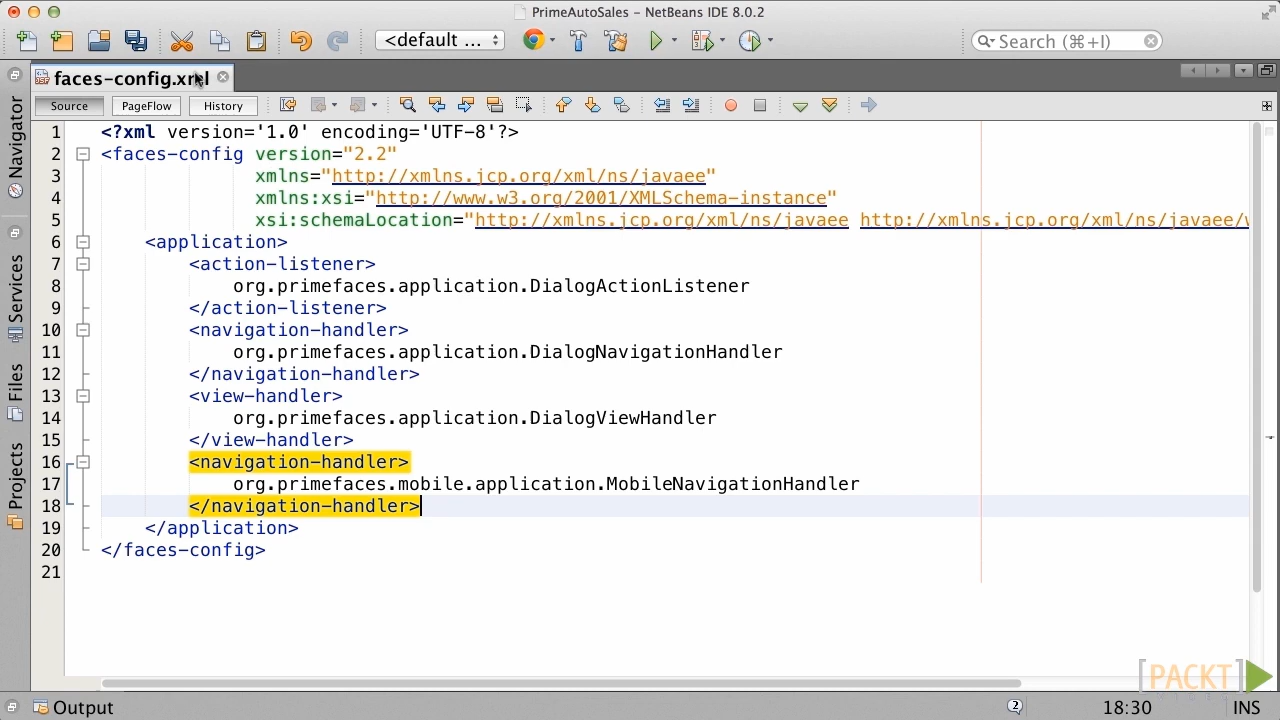 PrimeAutoSales - NetBeans IDE 8.0.2
<default ...
Search (⌘+I)
faces-config.xml
Source PageFlow History
Navigator
Services
Files
Projects
1 <?xml version='1.0' encoding='UTF-8'?>
2 <faces-config version="2.2"
3 xmlns="http://xmlns.jcp.org/xml/ns/javaee"
4 xmlns:xsi="http://www.w3.org/2001/XMLSchema-instance"
5 xsi:schemaLocation="http://xmlns.jcp.org/xml/ns/javaee http://xmlns.jcp.org/xml/ns/javaee/w
6 <application>
7 <action-listener>
8 org.primefaces.application.DialogActionListener
9 </action-listener>
10 <navigation-handler>
11 org.primefaces.application.DialogNavigationHandler
12 </navigation-handler>
13 <view-handler>
14 org.primefaces.application.DialogViewHandler
15 </view-handler>
16 <navigation-handler>
17 org.primefaces.mobile.application.MobileNavigationHandler
18 </navigation-handler>
19 </application>
20 </faces-config>
21
[PACKT]
Output
2
18:30
INS